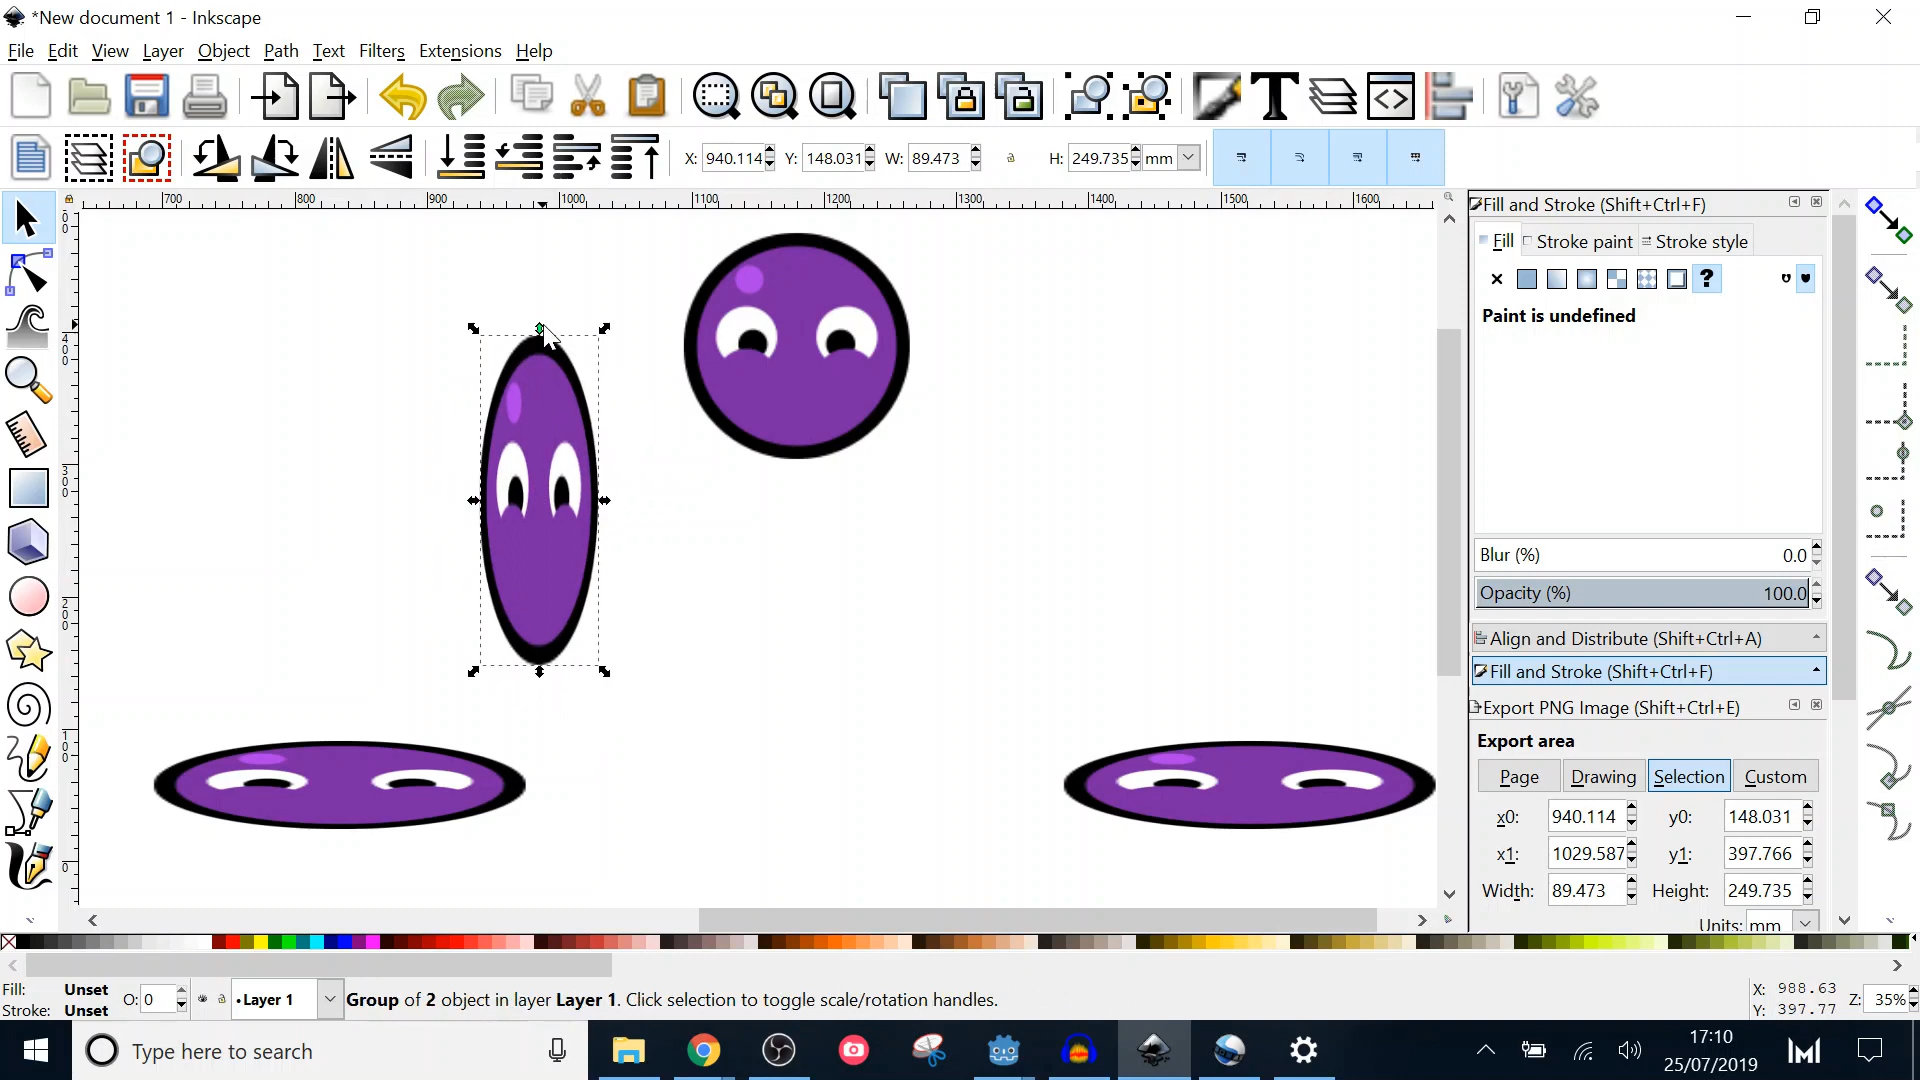 *New document 1 - Inkscape
File Edit View Layer Object Path Text Filters Extensions Help
X: 940.114 Y: 148.031 W: 89.473 H: 249.735 mm
700 800 900 1000 1100 1200 1300 1400 1500 1600
Fill and Stroke (Shift+Ctrl+F)
Fill Stroke paint Stroke style
?
Paint is undefined
Blur (%) 0.0
Opacity (%) 100.0
Align and Distribute (Shift+Ctrl+A)
Fill and Stroke (Shift+Ctrl+F)
Export PNG Image (Shift+Ctrl+E)
Export area
Page Drawing Selection Custom
x0: 940.114 y0: 148.031
x1: 1029.587 y1: 397.766
Width: 89.473 Height: 249.735
Units: mm
Fill: Unset
Stroke: Unset
O: 0
•Layer 1
Group of 2 object in layer Layer 1. Click selection to toggle scale/rotation handles.
X: 988.63
Y: 397.77
Z: 35%
Type here to search
17:10
25/07/2019